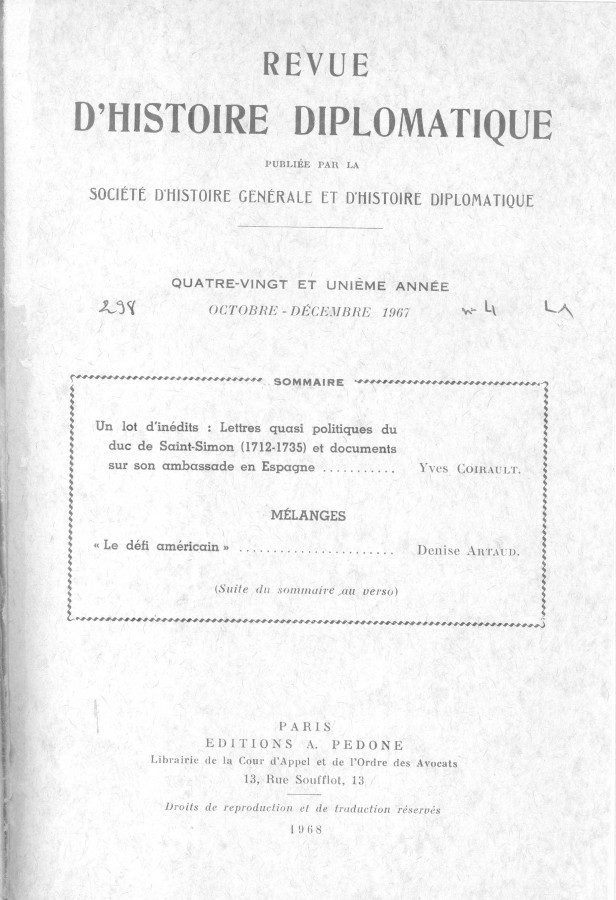 REVUE
D'HISTOIRE DIPLOMATIQUE
PUBLIÉE PAR LA
SOCIÉTÉ D'HISTOIRE GÉNÉRALE ET D'HISTOIRE DIPLOMATIQUE
QUATRE-VINGT ET UNIÈME ANNÉE
298 OCTOBRE - DÉCEMBRE 1967 n° 4
SOMMAIRE
Un lot d'inédits : Lettres quasi politiques du
duc de Saint-Simon (1712-1735) et documents
sur son ambassade en Espagne ........... Yves COIRAULT.
MÉLANGES
« Le défi américain » ....................... Denise ARTAUD.
(Suite du sommaire au verso)
PARIS
EDITIONS A. PEDONE
Librairie de la Cour d'Appel et de l'Ordre des Avocats
13, Rue Soufflot, 13
Droits de reproduction et de traduction réservés
1968